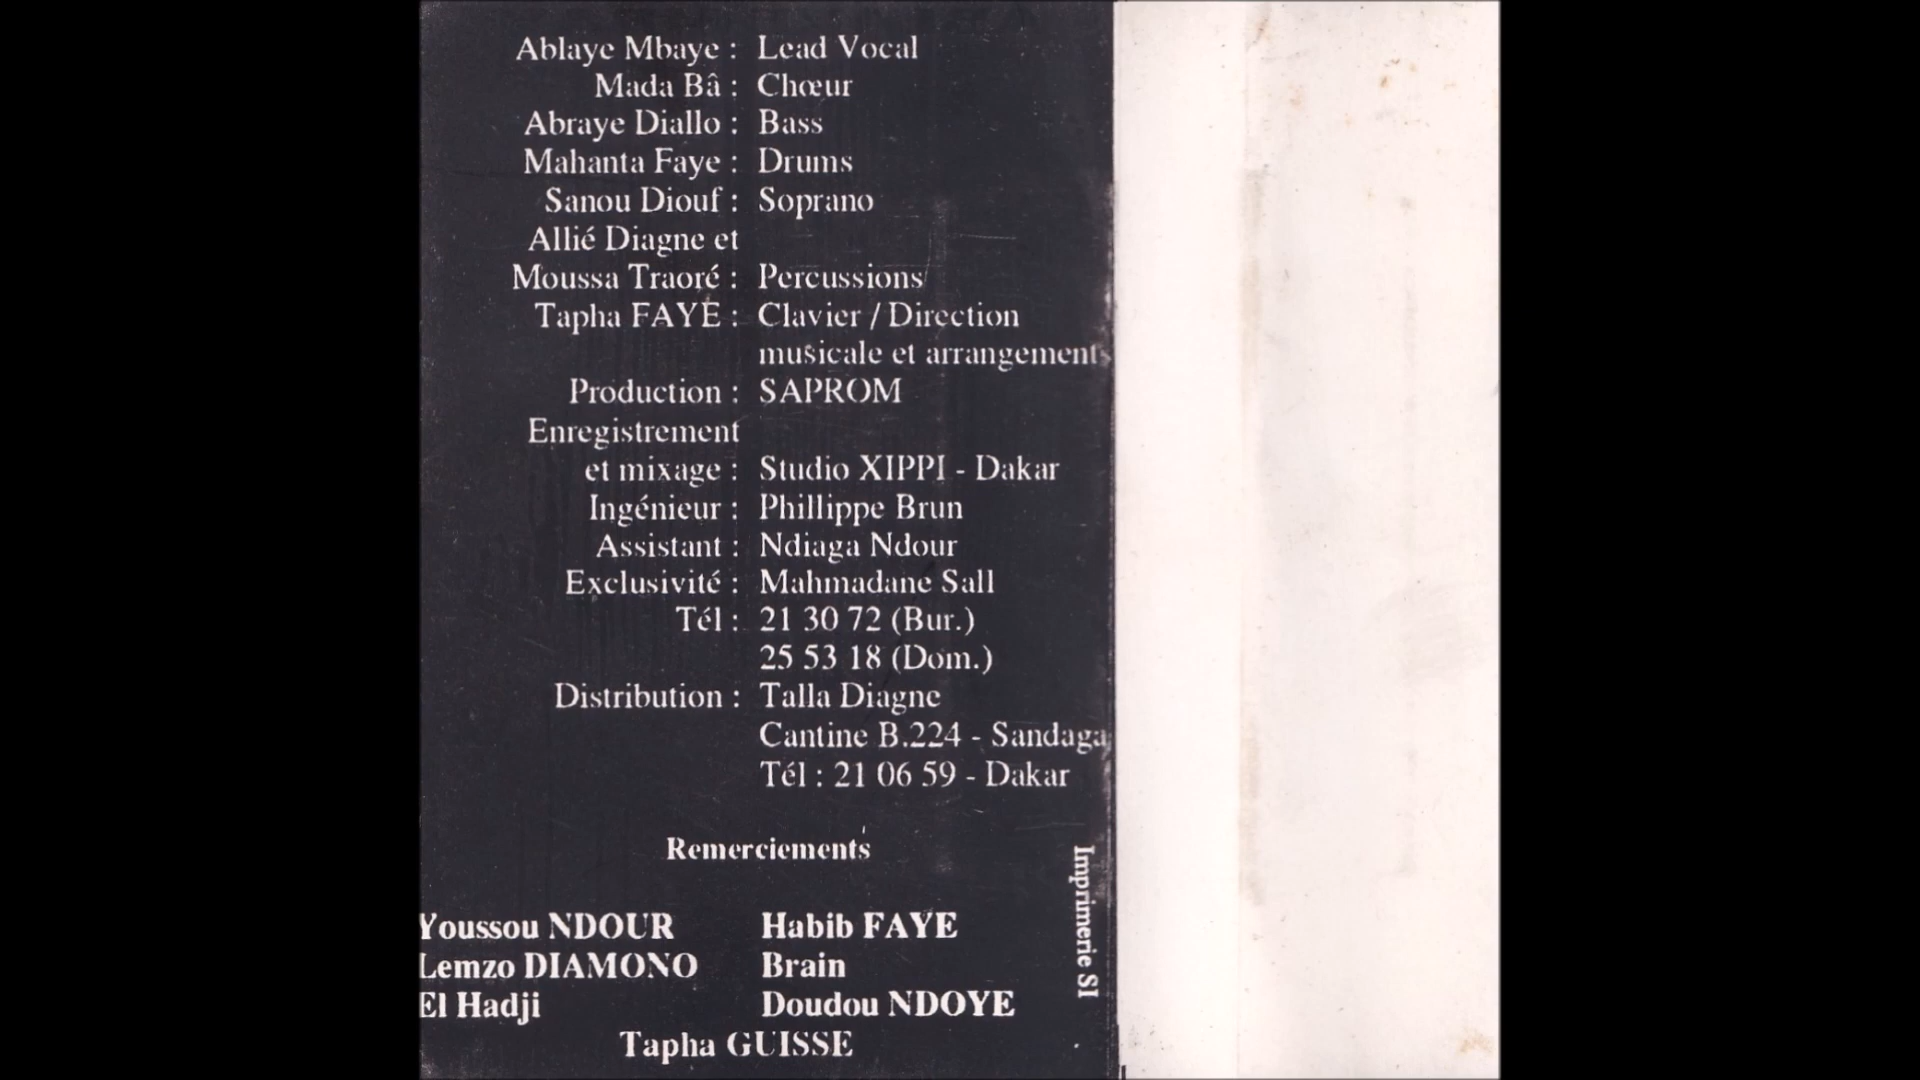 Ablaye Mbaye : Lead Vocal
Mada Bâ : Chœur
Abraye Diallo : Bass
Mahanta Faye : Drums
Sanou Diouf : Soprano
Allié Diagne et
Moussa Traoré : Percussions
Tapha FAYE : Clavier / Direction
musicale et arrangements
Production : SAPROM
Enregistrement
et mixage : Studio XIPPI - Dakar
Ingénieur : Phillippe Brun
Assistant : Ndiaga Ndour
Exclusivité : Mahmadane Sall
Tél : 21 30 72 (Bur.)
25 53 18 (Dom.)
Distribution : Talla Diagne
Cantine B.224 - Sandaga
Tél : 21 06 59 - Dakar
Remerciements
Youssou NDOUR Habib FAYE
Lemzo DIAMONO Brain
El Hadji Doudou NDOYE
Tapha GUISSE
Imprimerie SI